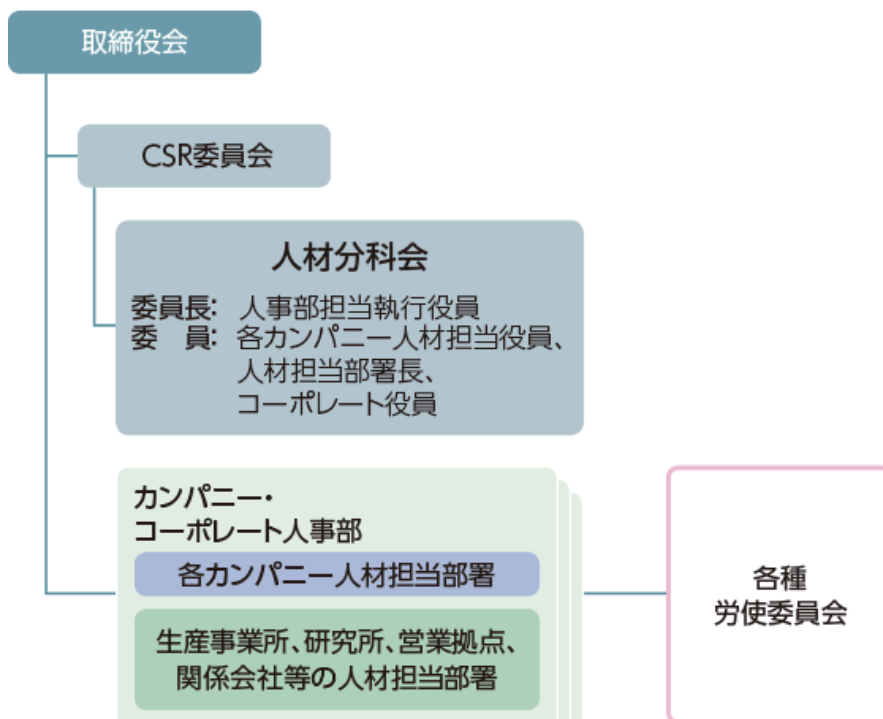 取締役会
CSR委員会
人材分科会
委員長: 人事部担当執行役員
委　員: 各カンパニー人材担当役員、
人材担当部署長、
コーポレート役員
カンパニー・
コーポレート人事部
各カンパニー人材担当部署
生産事業所、研究所、営業拠点、
関係会社等の人材担当部署
各種
労使委員会